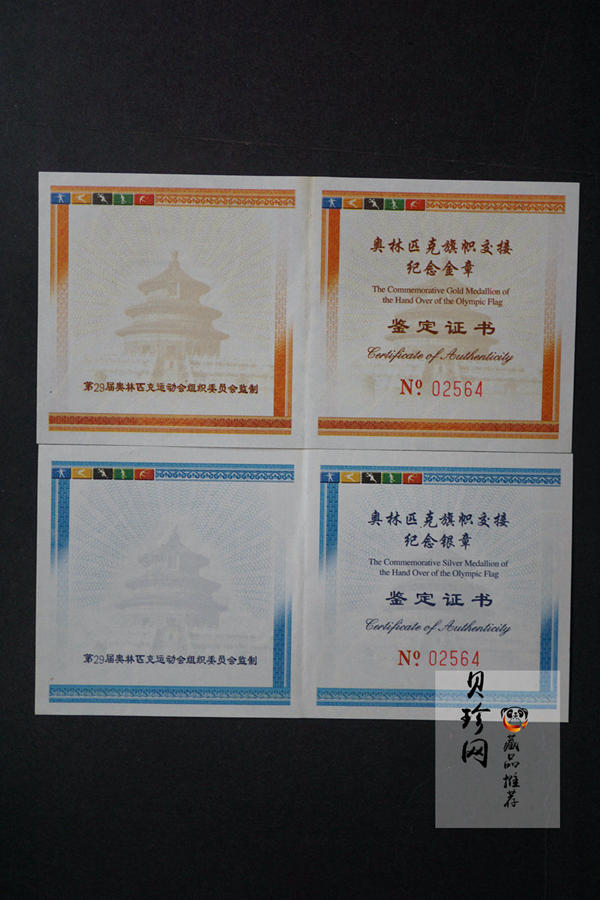 奥林匹克旗帜交接
纪念金章
The Commemorative Gold Medallion of
the Hand Over of the Olympic Flag
鉴定证书
Certificate of Authenticity
第29届奥林匹克运动会组织委员会监制
Nº 02564
奥林匹克旗帜交接
纪念银章
The Commemorative Silver Medallion of
the Hand Over of the Olympic Flag
鉴定证书
Certificate of Authenticity
第29届奥林匹克运动会组织委员会监制
Nº 02564
贝珍网
藏品推荐